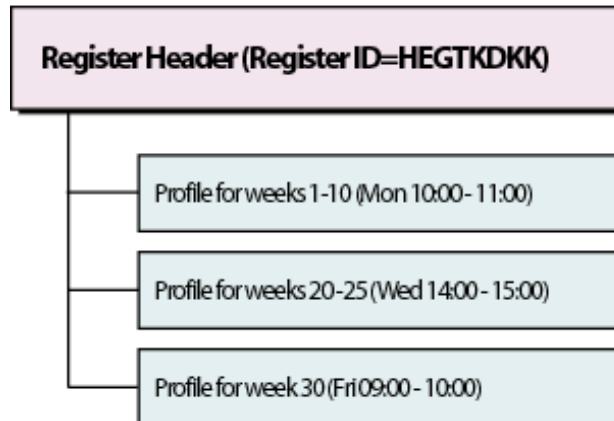 Register Header (Register ID=HEGTKDKK)
Profile for weeks 1-10 (Mon 10:00 - 11:00)
Profile for weeks 20-25 (Wed 14:00 - 15:00)
Profile for week 30 (Fri 09:00 - 10:00)